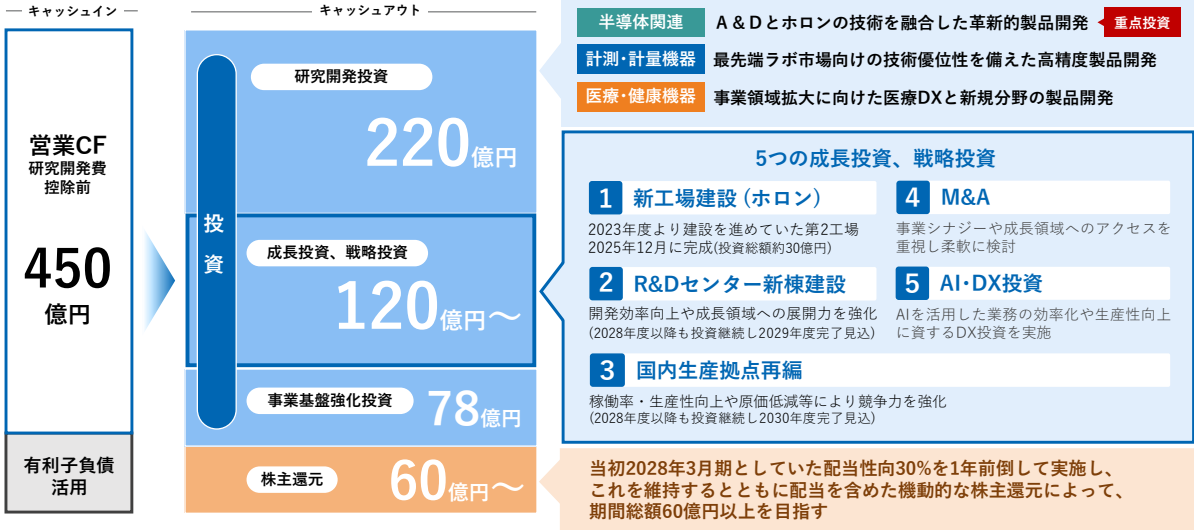 キャッシュイン
キャッシュアウト
営業CF
研究開発費
控除前
450
億円
有利子負債
活用
投資
研究開発投資
220億円
成長投資、戦略投資
120億円～
事業基盤強化投資
78億円
株主還元
60億円～
半導体関連 A&Dとホロンの技術を融合した革新的製品開発 重点投資
計測・計量機器 最先端ラボ市場向けの技術優位性を備えた高精度製品開発
医療・健康機器 事業領域拡大に向けた医療DXと新規分野の製品開発
5つの成長投資、戦略投資
1 新工場建設（ホロン）
2023年度より建設を進めていた第2工場
2025年12月に完成(投資総額約30億円)
2 R&Dセンター新棟建設
開発効率向上や成長領域への展開力を強化
(2028年度以降も投資継続し2029年度完了見込)
3 国内生産拠点再編
稼働率・生産性向上や原価低減等により競争力を強化
(2028年度以降も投資継続し2030年度完了見込)
4 M&A
事業シナジーや成長領域へのアクセスを
重視し柔軟に検討
5 AI・DX投資
AIを活用した業務の効率化や生産性向上
に資するDX投資を実施
当初2028年3月期としていた配当性向30%を1年前倒して実施し、
これを維持するとともに配当を含めた機動的な株主還元によって、
期間総額60億円以上を目指す